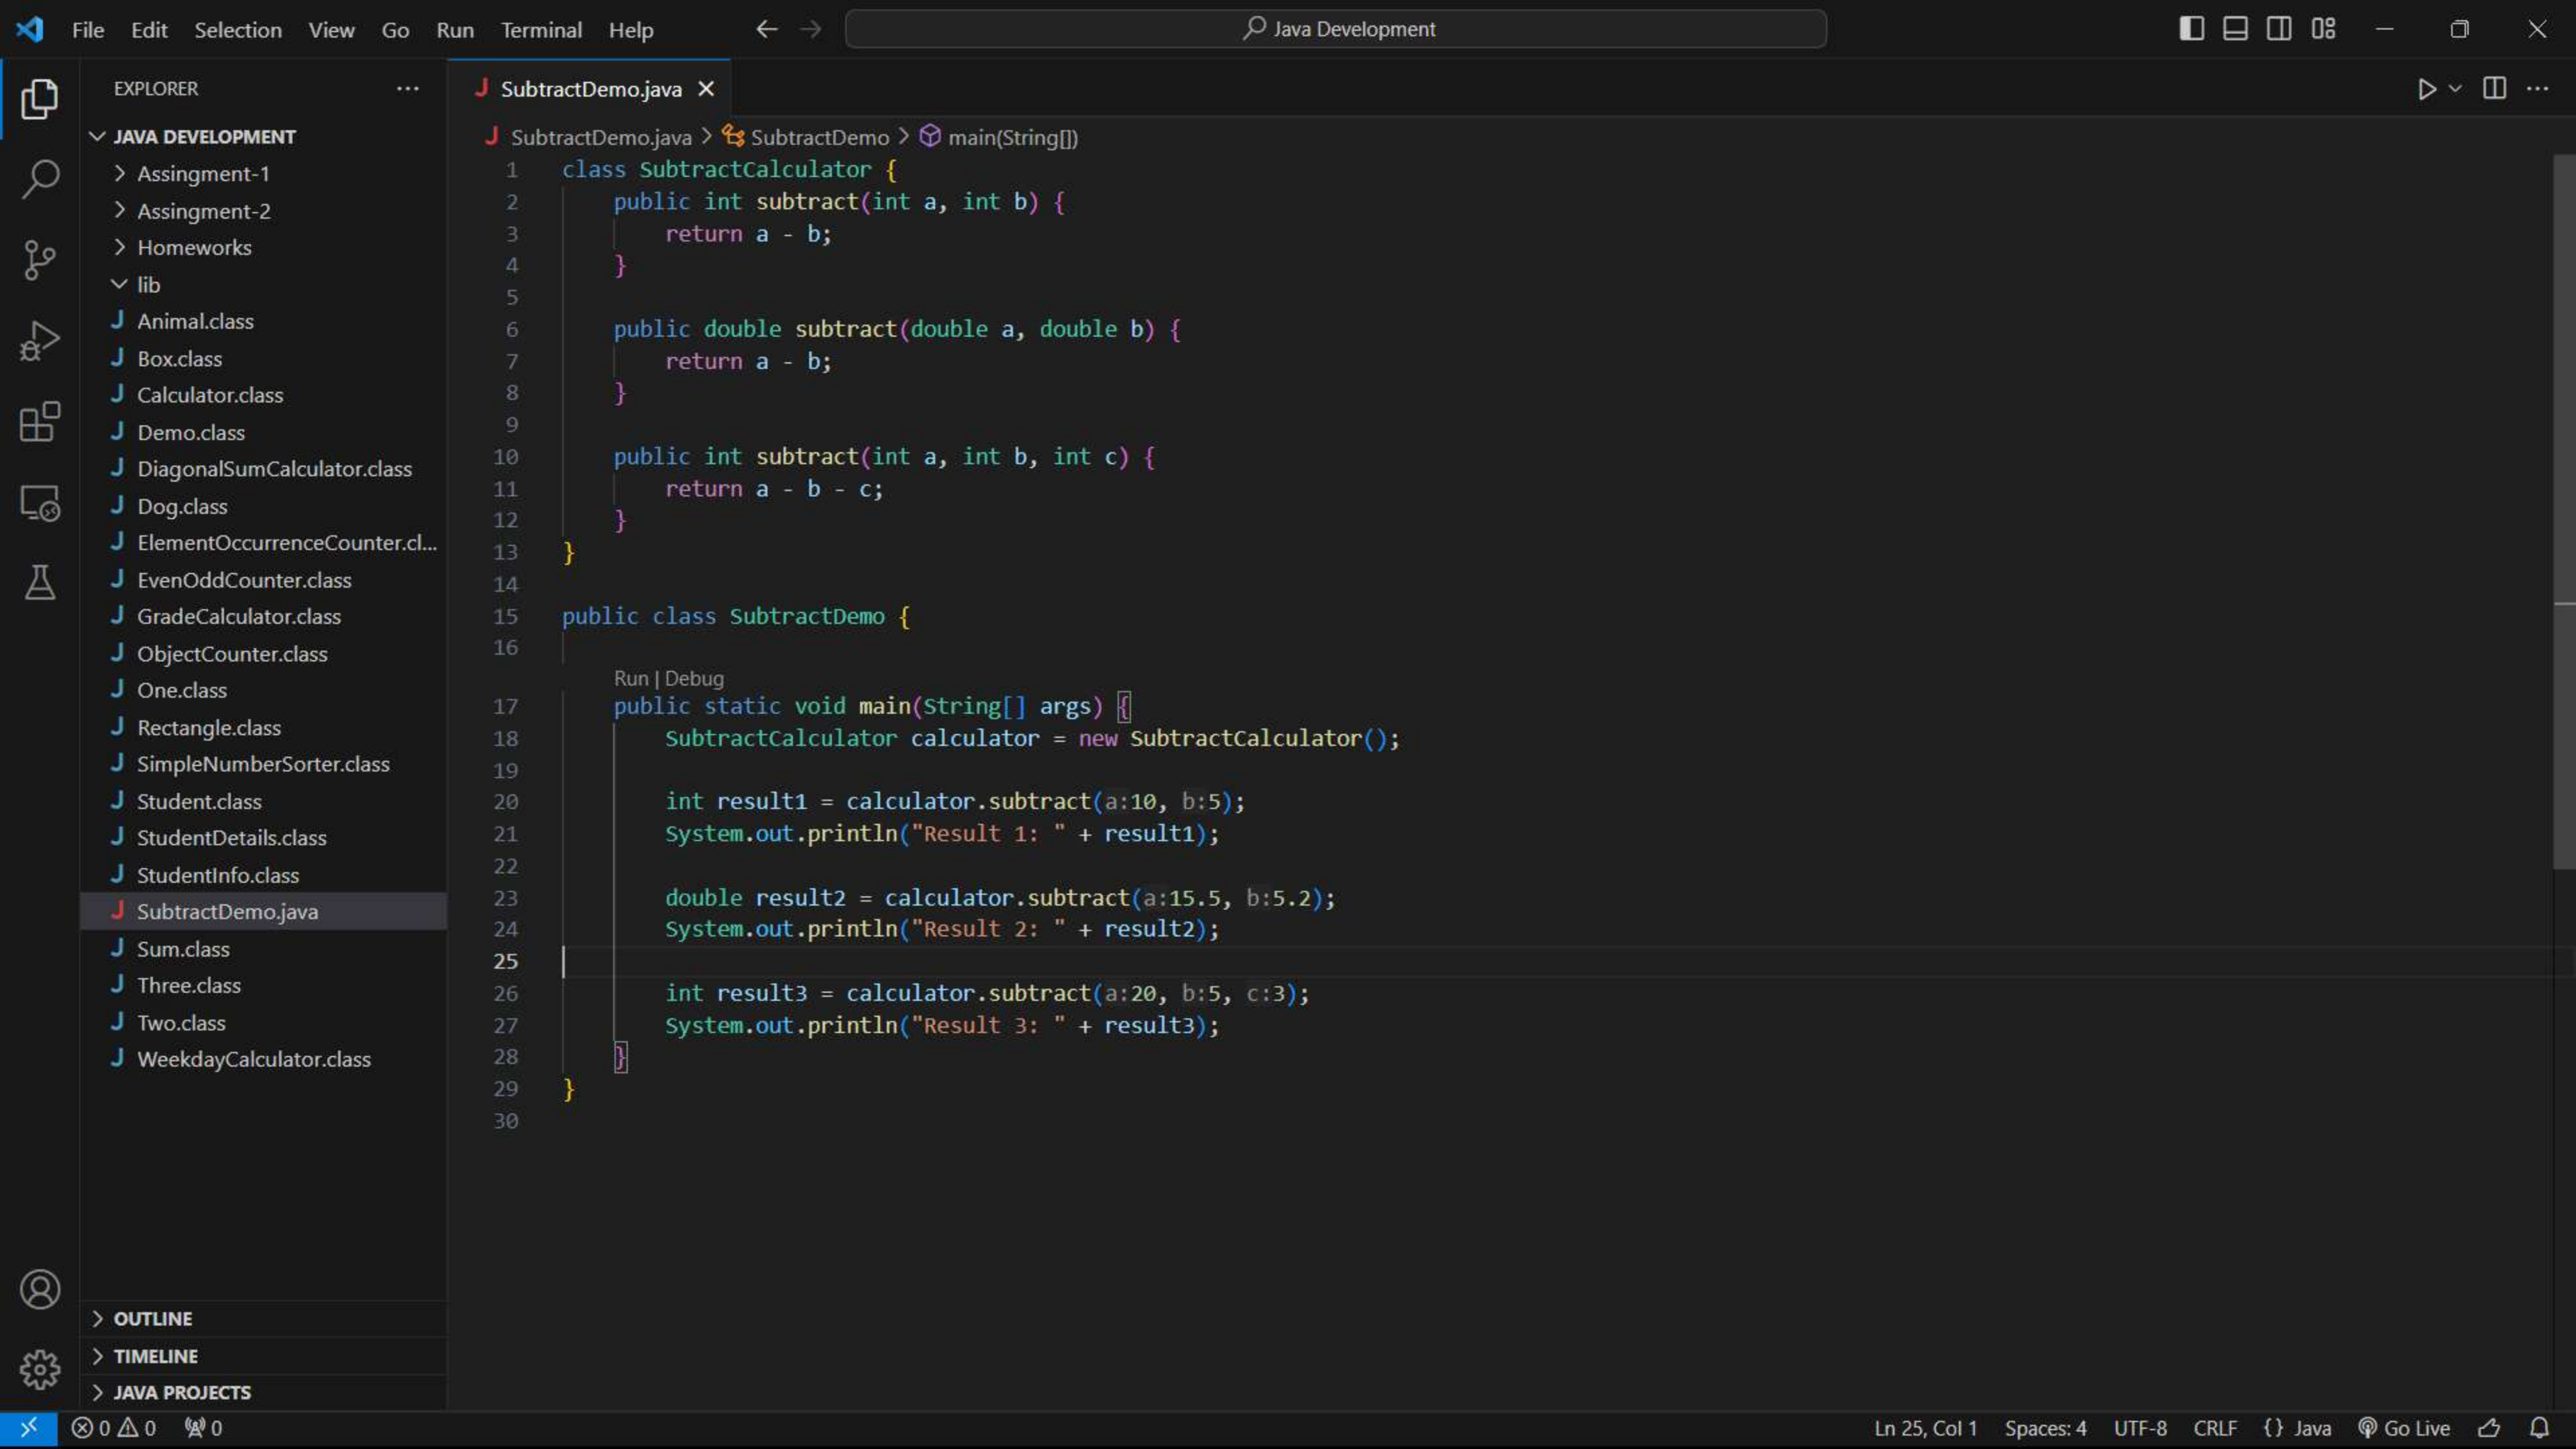 File Edit Selection View Go Run Terminal Help
Java Development
EXPLORER
JAVA DEVELOPMENT
Assingment-1
Assingment-2
Homeworks
lib
Animal.class
Box.class
Calculator.class
Demo.class
DiagonalSumCalculator.class
Dog.class
ElementOccurrenceCounter.cl...
EvenOddCounter.class
GradeCalculator.class
ObjectCounter.class
One.class
Rectangle.class
SimpleNumberSorter.class
Student.class
StudentDetails.class
StudentInfo.class
SubtractDemo.java
Sum.class
Three.class
Two.class
WeekdayCalculator.class
OUTLINE
TIMELINE
JAVA PROJECTS
SubtractDemo.java
SubtractDemo.java > SubtractDemo > main(String[])
1 class SubtractCalculator {
2 public int subtract(int a, int b) {
3 return a - b;
4 }
5
6 public double subtract(double a, double b) {
7 return a - b;
8 }
9
10 public int subtract(int a, int b, int c) {
11 return a - b - c;
12 }
13 }
14
15 public class SubtractDemo {
16
Run | Debug
17 public static void main(String[] args) {
18 SubtractCalculator calculator = new SubtractCalculator();
19
20 int result1 = calculator.subtract(a:10, b:5);
21 System.out.println("Result 1: " + result1);
22
23 double result2 = calculator.subtract(a:15.5, b:5.2);
24 System.out.println("Result 2: " + result2);
25
26 int result3 = calculator.subtract(a:20, b:5, c:3);
27 System.out.println("Result 3: " + result3);
28 }
29 }
30
0 0 0
Ln 25, Col 1 Spaces: 4 UTF-8 CRLF {} Java Go Live